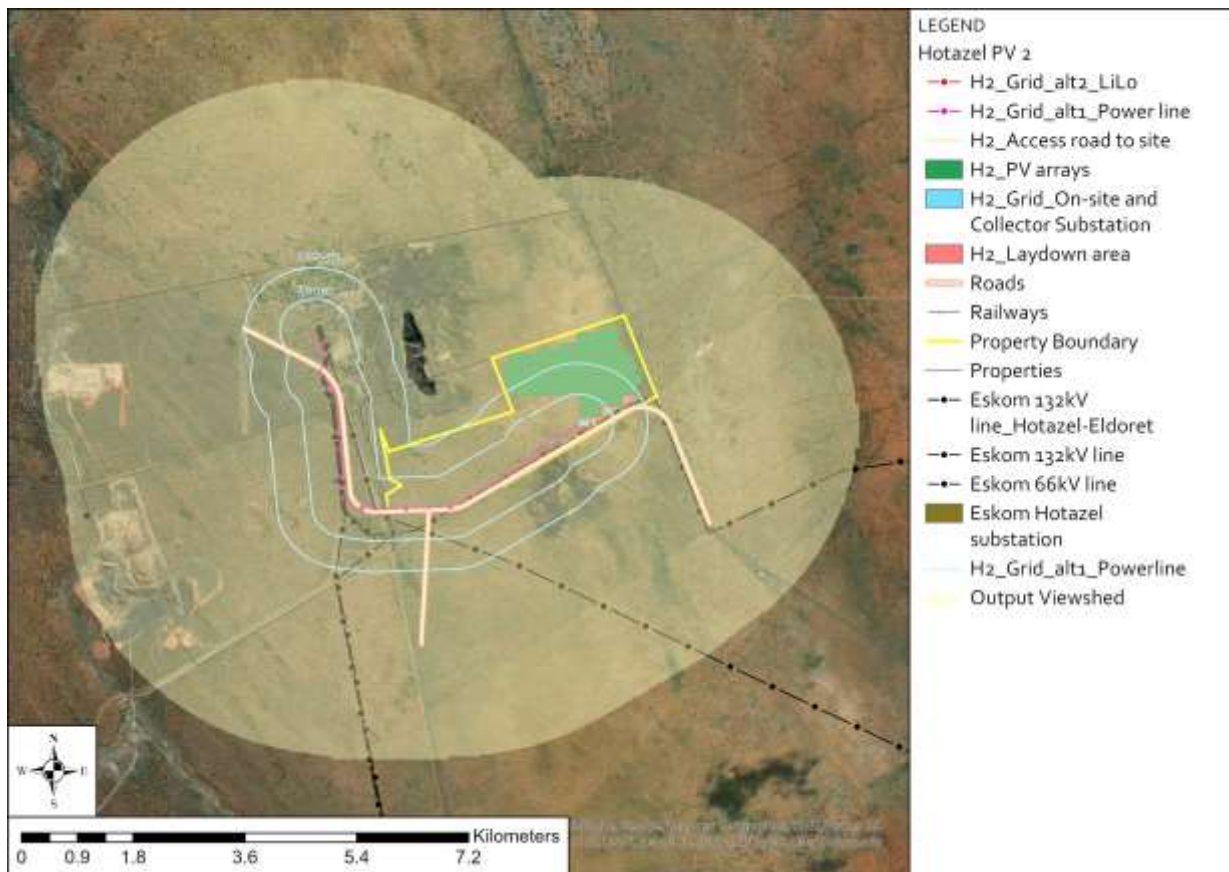 LEGEND
Hotazel PV 2
H2_Grid_alt2_LiLo
H2_Grid_alt1_Power line
H2_Access road to site
H2_PV arrays
H2_Grid_On-site and
Collector Substation
H2_Laydown area
Roads
Railways
Property Boundary
Properties
Eskom 132kV
line_Hotazel-Eldoret
Eskom 132kV line
Eskom 66kV line
Eskom Hotazel
substation
H2_Grid_alt1_Powerline
Output Viewshed
N
W E
S
Kilometers
0 0.9 1.8 3.6 5.4 7.2